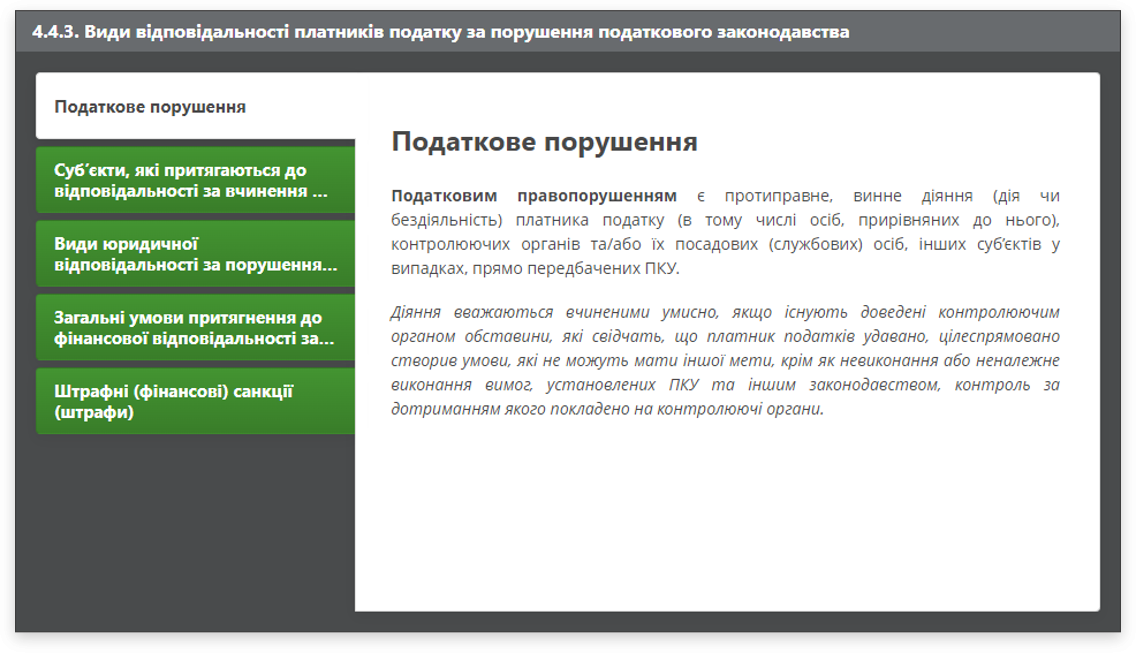 4.4.3. Види відповідальності платників податку за порушення податкового законодавства
Податкове порушення
Суб’єкти, які притягаються до
відповідальності за вчинення ...
Види юридичної
відповідальності за порушення...
Загальні умови притягнення до
фінансової відповідальності за...
Штрафні (фінансові) санкції
(штрафи)
Податкове порушення
Податковим правопорушенням є протиправне, винне діяння (дія чи
бездіяльність) платника податку (в тому числі осіб, прирівняних до нього),
контролюючих органів та/або їх посадових (службових) осіб, інших суб’єктів у
випадках, прямо передбачених ПКУ.
Діяння вважаються вчиненими умисно, якщо існують доведені контролюючим
органом обставини, які свідчать, що платник податків удавано, цілеспрямовано
створив умови, які не можуть мати іншої мети, крім як невиконання або неналежне
виконання вимог, установлених ПКУ та іншим законодавством, контроль за
дотриманням якого покладено на контролюючі органи.